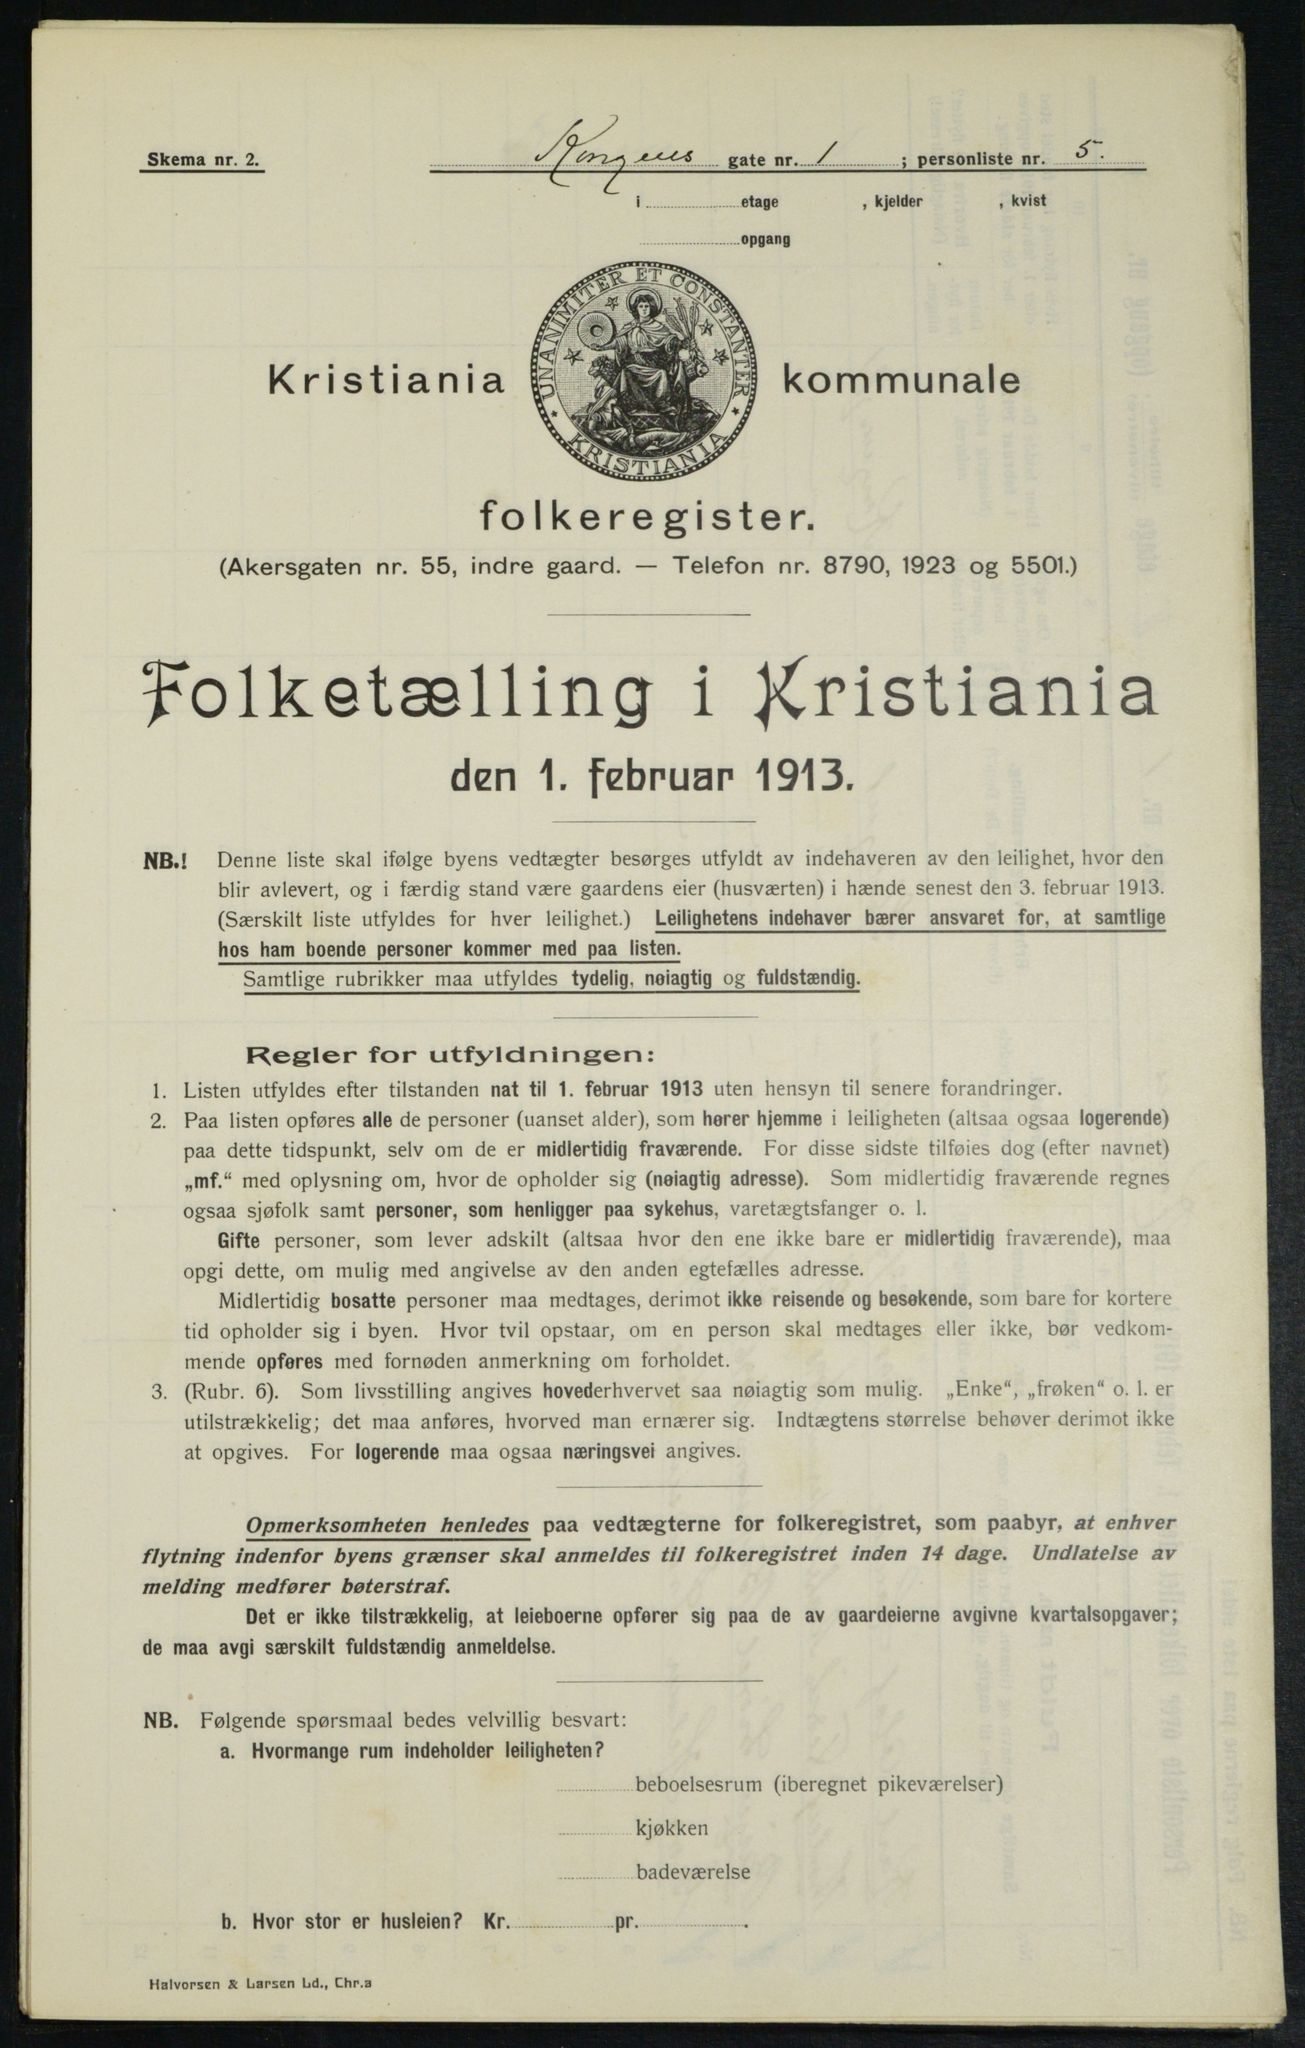 Skema nr. 2.
Kongens gate nr. 1 ; personliste nr. 5.
i etage , kjelder , kvist
opgang
UNANIMITER ET CONSTANTER
KRISTIANIA
Kristiania kommunale
folkeregister.
(Akersgaten nr. 55, indre gaard. — Telefon nr. 8790, 1923 og 5501.)
Folketælling i Kristiania
den 1. februar 1913.
NB.! Denne liste skal ifølge byens vedtægter besørges utfyldt av indehaveren av den leilighet, hvor den
blir avlevert, og i færdig stand være gaardens eier (husværten) i hænde senest den 3. februar 1913.
(Særskilt liste utfyldes for hver leilighet.) Leilighetens indehaver bærer ansvaret for, at samtlige
hos ham boende personer kommer med paa listen.
Samtlige rubrikker maa utfyldes tydelig, nøiagtig og fuldstændig.
Regler for utfyldningen:
1. Listen utfyldes efter tilstanden nat til 1. februar 1913 uten hensyn til senere forandringer.
2. Paa listen opføres alle de personer (uanset alder), som hører hjemme i leiligheten (altsaa ogsaa logerende)
paa dette tidspunkt, selv om de er midlertidig fraværende. For disse sidste tilføies dog (efter navnet)
„mf.“ med oplysning om, hvor de opholder sig (nøiagtig adresse). Som midlertidig fraværende regnes
ogsaa sjøfolk samt personer, som henligger paa sykehus, varetægtsfanger o. l.
Gifte personer, som lever adskilt (altsaa hvor den ene ikke bare er midlertidig fraværende), maa
opgi dette, om mulig med angivelse av den anden egtefælles adresse.
Midlertidig bosatte personer maa medtages, derimot ikke reisende og besøkende, som bare for kortere
tid opholder sig i byen. Hvor tvil opstaar, om en person skal medtages eller ikke, bør vedkom-
mende opføres med fornøden anmerkning om forholdet.
3. (Rubr. 6). Som livsstilling angives hovederhvervet saa nøiagtig som mulig. „Enke“, „frøken“ o. l. er
utilstrækkelig; det maa anføres, hvorved man ernærer sig. Indtægtens størrelse behøver derimot ikke
at opgives. For logerende maa ogsaa næringsvei angives.
Opmerksomheten henledes paa vedtægterne for folkeregistret, som paabyr, at enhver
flytning indenfor byens grænser skal anmeldes til folkeregistret inden 14 dage. Undlatelse av
melding medfører bøterstraf.
Det er ikke tilstrækkelig, at leieboerne opfører sig paa de av gaardeierne avgivne kvartalsopgaver;
de maa avgi særskilt fuldstændig anmeldelse.
NB. Følgende spørsmaal bedes velvillig besvart:
a. Hvormange rum indeholder leiligheten?
beboelsesrum (iberegnet pikeværelser)
kjøkken
badeværelse
b. Hvor stor er husleien? Kr. pr. .
Halvorsen & Larsen Ld., Chr.a